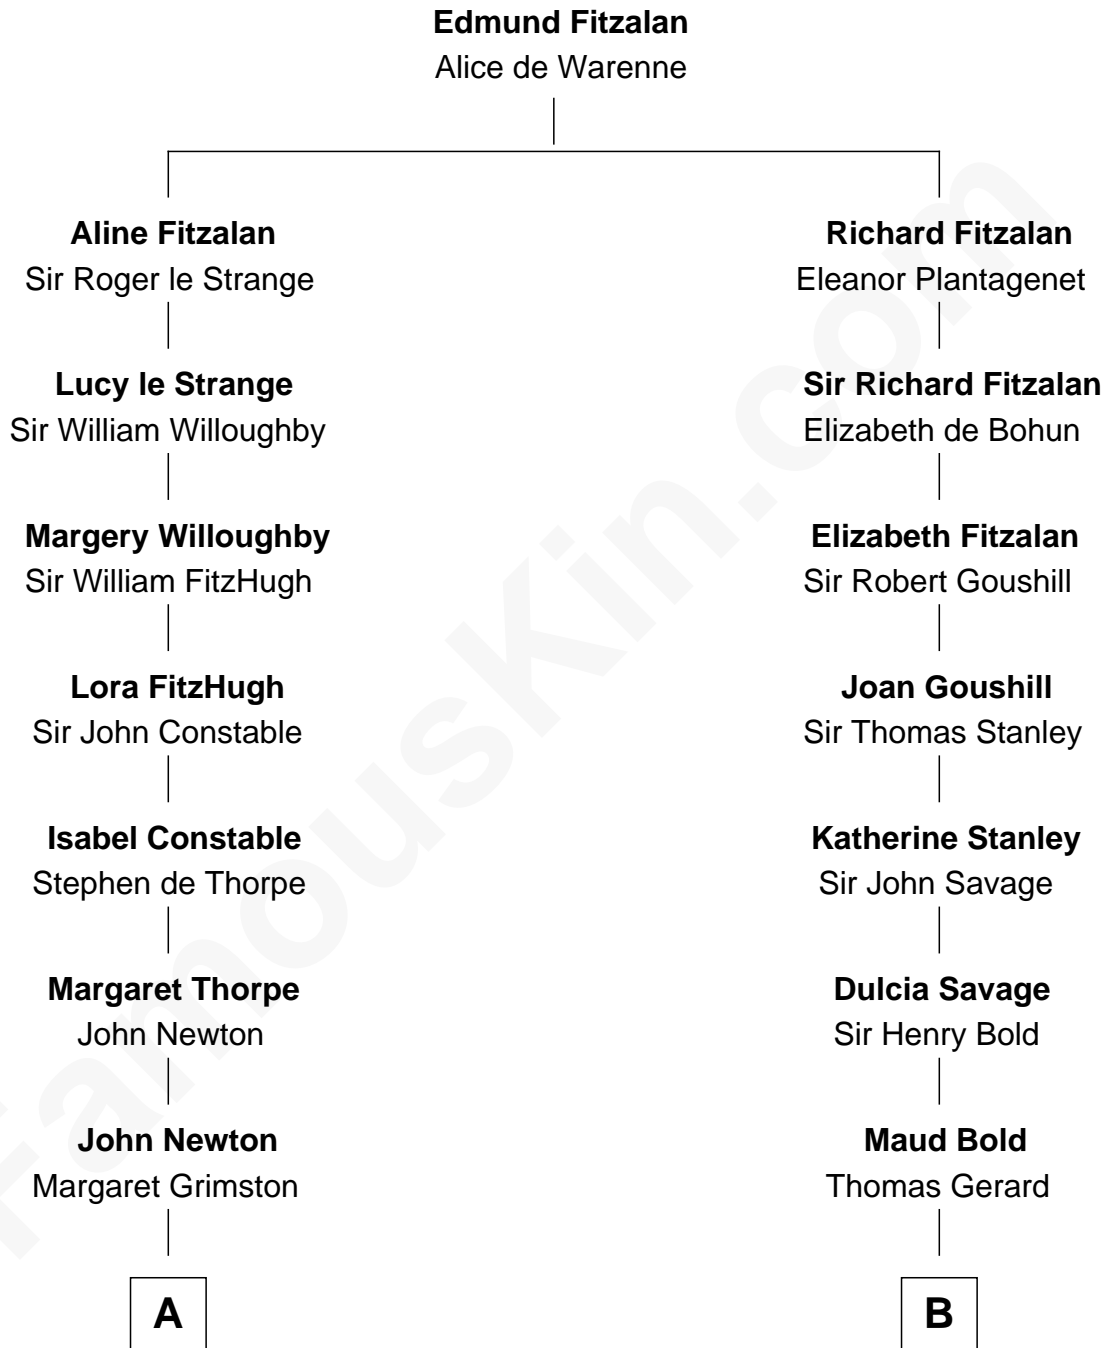 Edmund Fitzalan
Alice de Warenne
Aline Fitzalan
Sir Roger le Strange
Richard Fitzalan
Eleanor Plantagenet
Lucy le Strange
Sir William Willoughby
Sir Richard Fitzalan
Elizabeth de Bohun
Margery Willoughby
Sir William FitzHugh
Elizabeth Fitzalan
Sir Robert Goushill
Lora FitzHugh
Sir John Constable
Joan Goushill
Sir Thomas Stanley
Isabel Constable
Stephen de Thorpe
Katherine Stanley
Sir John Savage
Margaret Thorpe
John Newton
Dulcia Savage
Sir Henry Bold
John Newton
Margaret Grimston
Maud Bold
Thomas Gerard
A
B
FamousKin.com